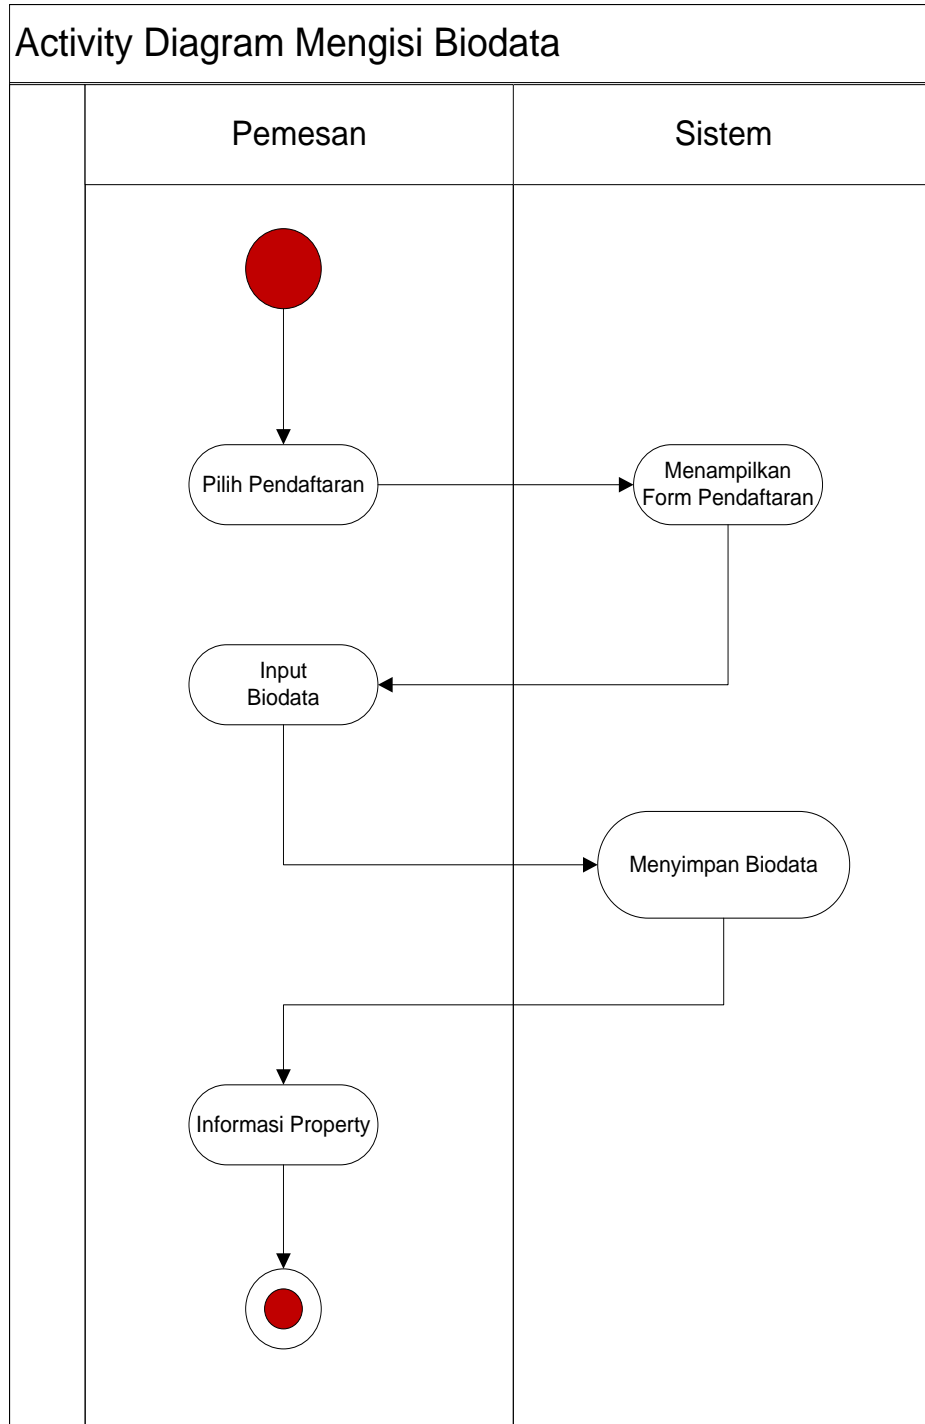 Activity Diagram Mengisi Biodata
Pemesan
Sistem
Pilih Pendaftaran
Menampilkan
Form Pendaftaran
Input
Biodata
Menyimpan Biodata
Informasi Property